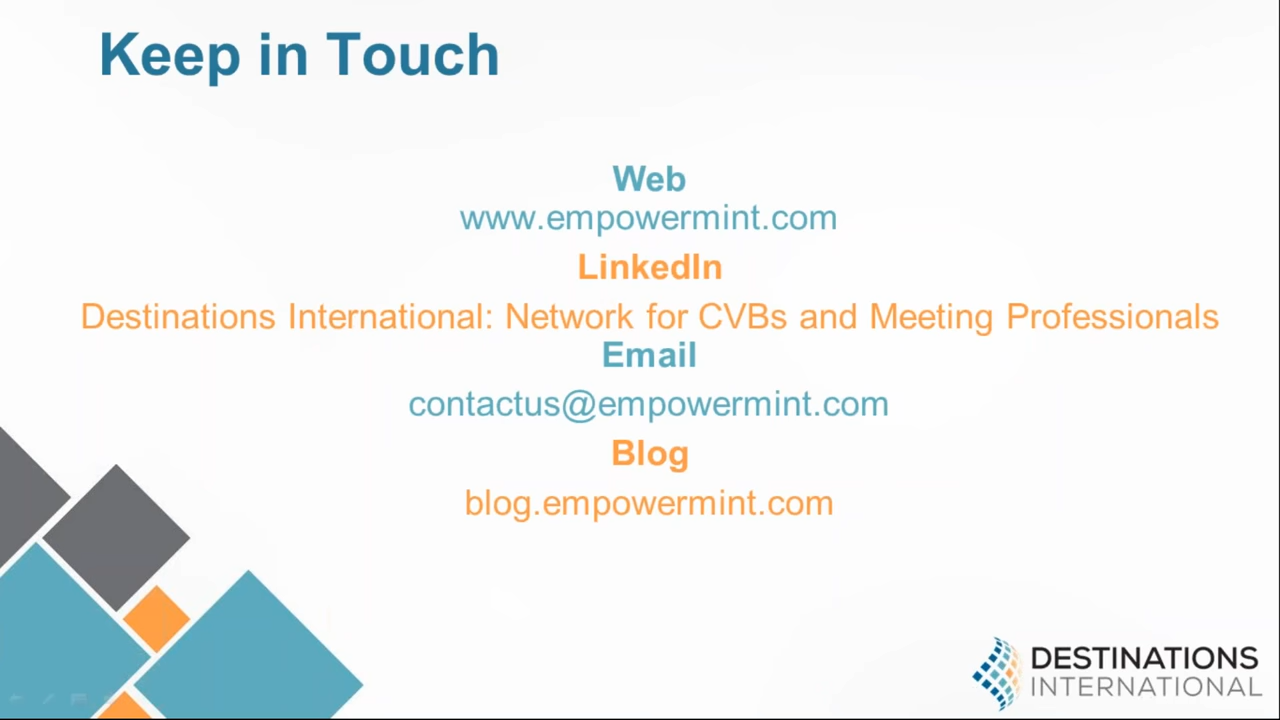 Keep in Touch
Web
www.empowermint.com
LinkedIn
Destinations International: Network for CVBs and Meeting Professionals
Email
contactus@empowermint.com
Blog
blog.empowermint.com
DESTINATIONS
INTERNATIONAL